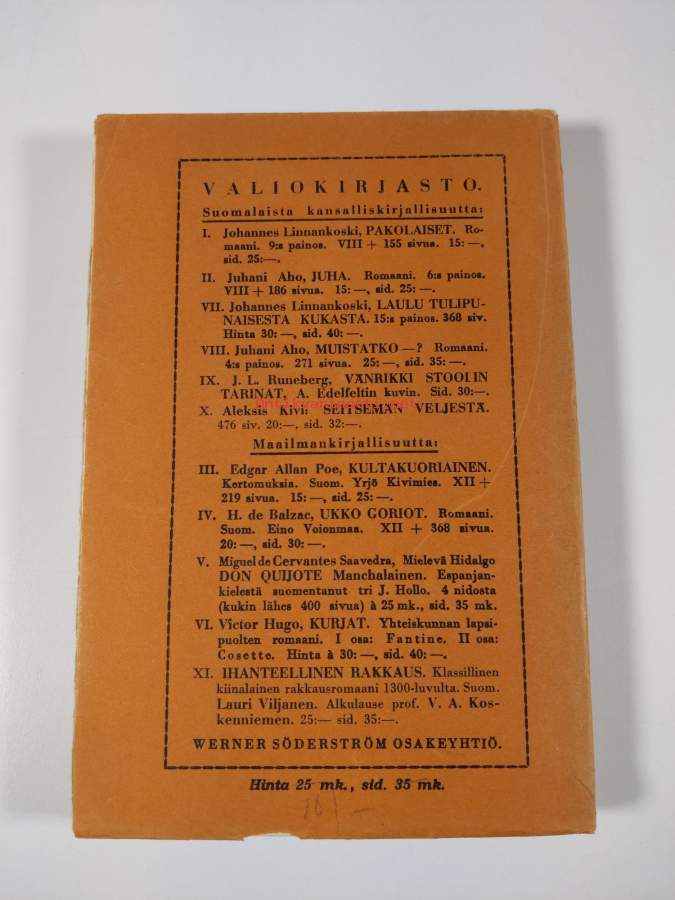 VALIOKIRJASTO.
Suomalaista kansalliskirjallisuutta:
I. Johannes Linnankoski, PAKOLAISET. Ro-
maani. 9:s painos. VIII + 155 sivua. 15: —,
sid. 25:—.
II. Juhani Aho, JUHA. Romaani. 6:s painos.
VIII + 186 sivua. 15: —, sid. 25: —.
VII. Johannes Linnankoski, LAULU TULIPU-
NAISESTA KUKASTA. 15:s painos. 368 siv.
Hinta 30: —, sid. 40: —.
VIII. Juhani Aho, MUISTATKO —? Romaani.
4:s painos. 271 sivua. 25: —, sid. 35: —.
IX. J. L. Runeberg, VÄNRIKKI STOOLIN
TARINAT, A. Edelfeltin kuvin. Sid. 30:—.
X. Aleksis Kivi: SEITSEMÄN VELJESTÄ.
476 siv. 20:—, sid. 32:—.
Maailmankirjallisuutta:
III. Edgar Allan Poe, KULTAKUORIAINEN.
Kertomuksia. Suom. Yrjö Kivimies. XII +
219 sivua. 15: —, sid. 25: —.
IV. H. de Balzac, UKKO GORIOT. Romaani.
Suom. Eino Voionmaa. XII + 368 sivua.
20: —, sid. 30: —.
V. Miguel de Cervantes Saavedra, Mielevä Hidalgo
DON QUIJOTE Manchalainen. Espanjan-
kielestä suomentanut tri J. Hollo. 4 nidosta
(kukin lähes 400 sivua) à 25 mk., sid. 35 mk.
VI. Victor Hugo, KURJAT. Yhteiskunnan lapsi-
puolten romaani. I osa: Fantine. II osa:
Cosette. Hinta à 30: —, sid. 40: —.
XI. IHANTEELLINEN RAKKAUS. Klassillinen
kiinalainen rakkausromaani 1300-luvulta. Suom.
Lauri Viljanen. Alkulause prof. V. A. Kos-
kenniemen. 25:— sid. 35:—.
WERNER SÖDERSTRÖM OSAKEYHTIÖ.
Hinta 25 mk., sid. 35 mk.